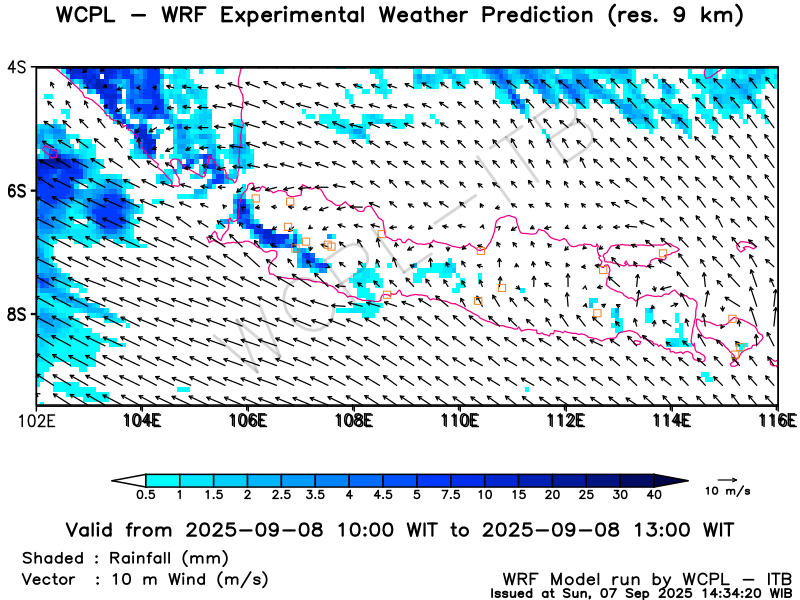 WCPL – WRF Experimental Weather Prediction (res. 9 km)
4S
6S
8S
102E 104E 106E 108E 110E 112E 114E 116E
WCPL–ITB
0.5 1 1.5 2 2.5 3.5 4.5 5 7.5 10 15 20 25 30 40
10 m/s
Valid from 2025–09–08 10:00 WIT to 2025–09–08 13:00 WIT
Shaded : Rainfall (mm)
Vector : 10 m Wind (m/s)
WRF Model run by WCPL – ITB
Issued at Sun, 07 Sep 2025 14:34:20 WIB